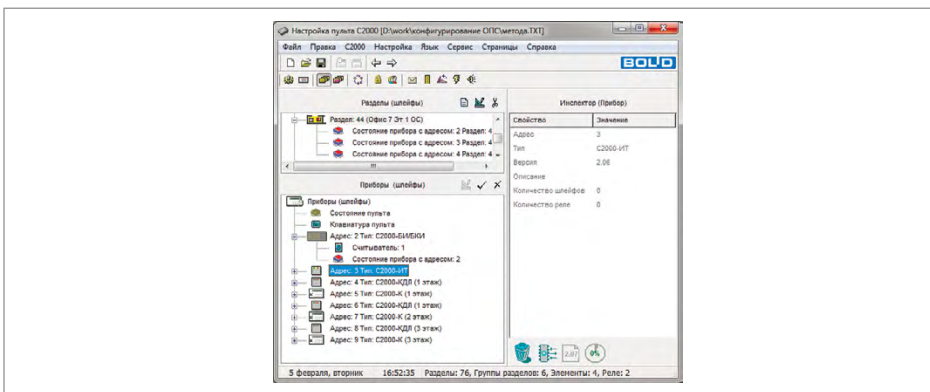 Настройка пульта С2000 [D:\work\конфигурирование ОПС\метода.TXT]
Файл Правка С2000 Настройка Язык Сервис Страницы Справка
BOLID
Разделы (шлейфы)
Раздел: 44 (Офис 7 Эт 1 ОС)
Состояние прибора с адресом: 2 Раздел: 4
Состояние прибора с адресом: 3 Раздел: 4
Состояние прибора с адресом: 4 Раздел: 4
Приборы (шлейфы)
Приборы (шлейфы)
Состояние пульта
Клавиатура пульта
Адрес: 2 Тип: С2000-БИ/БКИ
Считыватель: 1
Состояние прибора с адресом: 2
Адрес: 3 Тип: С2000-ИТ
Адрес: 4 Тип: С2000-КДЛ (1 этаж)
Адрес: 5 Тип: С2000-К (1 этаж)
Адрес: 6 Тип: С2000-КДЛ (1 этаж)
Адрес: 7 Тип: С2000-К (2 этаж)
Адрес: 8 Тип: С2000-КДЛ (3 этаж)
Адрес: 9 Тип: С2000-К (3 этаж)
Инспектор (Прибор)
Свойство Значение
Адрес 3
Тип С2000-ИТ
Версия 2.06
Описание
Количество шлейфов 0
Количество реле 0
2.07 0%
5 февраля, вторник 16:52:35 Разделы: 76, Группы разделов: 6, Элементы: 4, Реле: 2